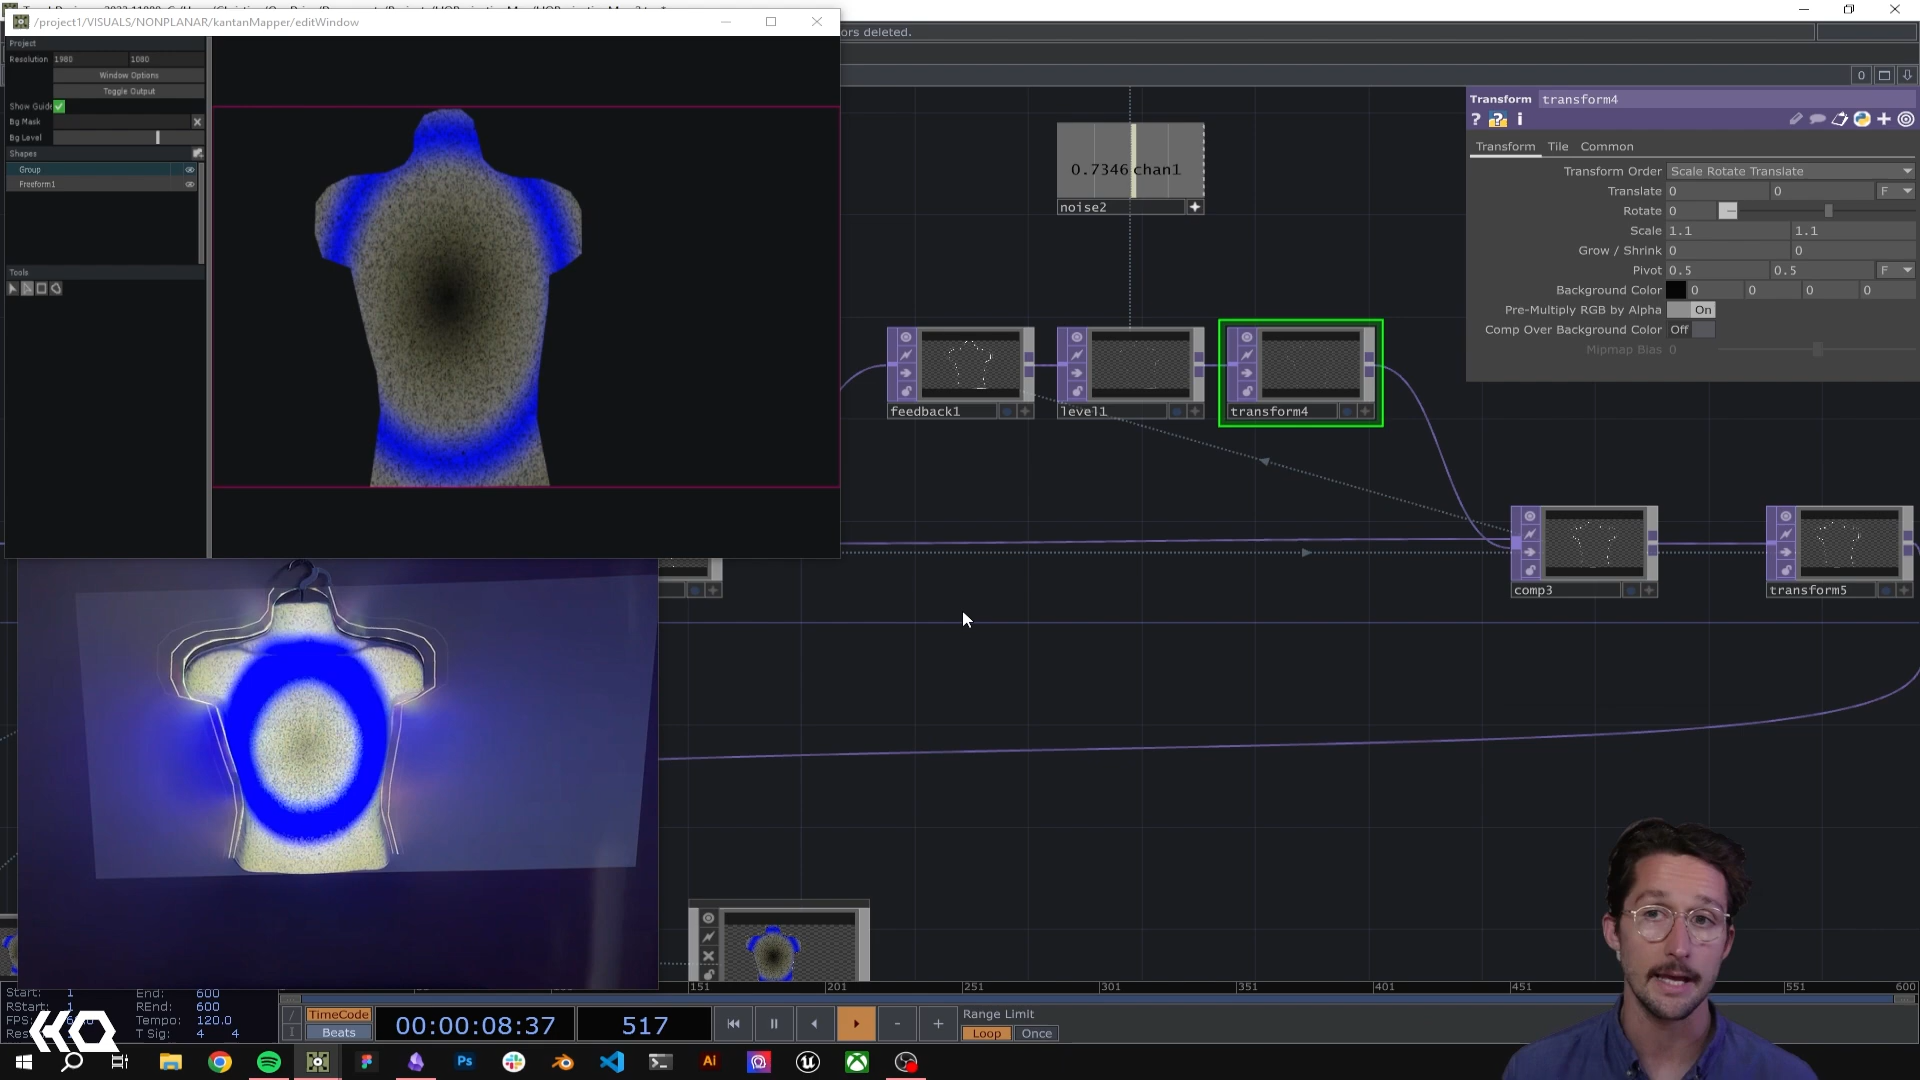 /project1/VISUALS/NONPLANAR/kantanMapper/editWindow
Project
Resolution 1980 1080
Window Options
Toggle Output
Show Guide
Bg Mask
Bg Level
Shapes
Group
Freeform1
Tools
ors deleted.
0
0.7346 chan1
noise2
feedback1
level1
transform4
comp3
transform5
Transform transform4
? ? i
Transform Tile Common
Transform Order Scale Rotate Translate
Translate 0 0 F
Rotate 0
Scale 1.1 1.1
Grow / Shrink 0 0
Pivot 0.5 0.5 F
Background Color 0 0 0 0
Pre-Multiply RGB by Alpha On
Comp Over Background Color Off
Mipmap Bias 0
151 201 251 301 351 401 451 551 600
Start: 1 End: 600
RStart: 1 REnd: 600
FPS: Tempo: 120.0
T Sig: 4 4
HQ
TimeCode
Beats
00:00:08:37
517
Range Limit
Loop Once
Ps
Ai